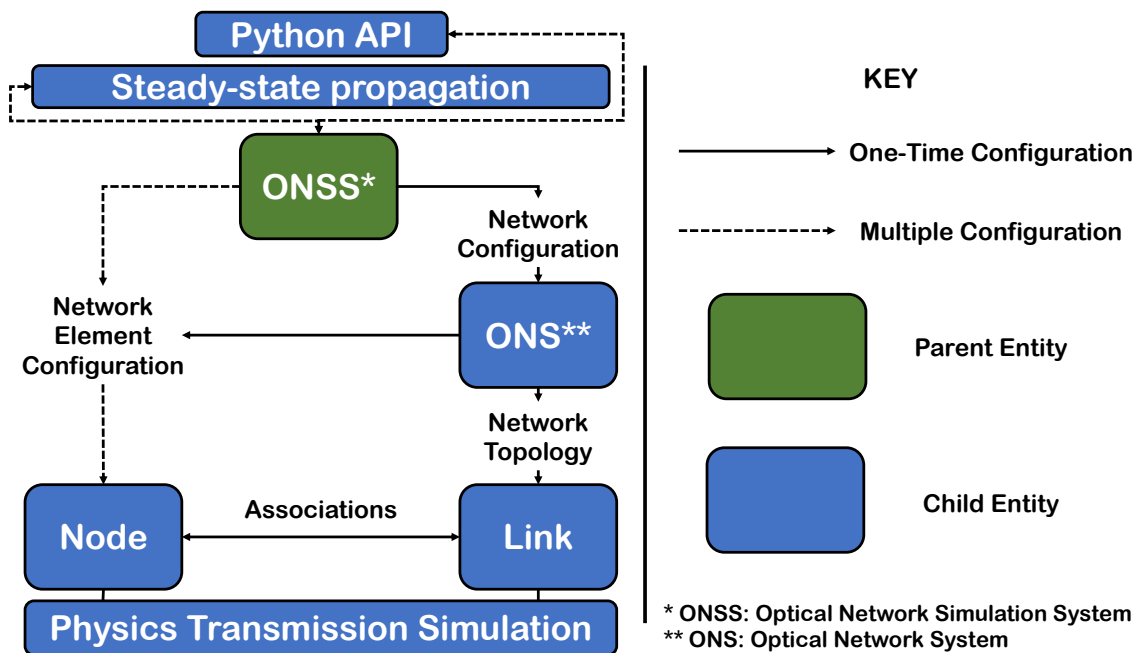 Python API
Steady-state propagation
ONSS*
Network
Configuration
Network
Element
Configuration
ONS**
Network
Topology
Node
Associations
Link
Physics Transmission Simulation
KEY
One-Time Configuration
Multiple Configuration
Parent Entity
Child Entity
* ONSS: Optical Network Simulation System
** ONS: Optical Network System